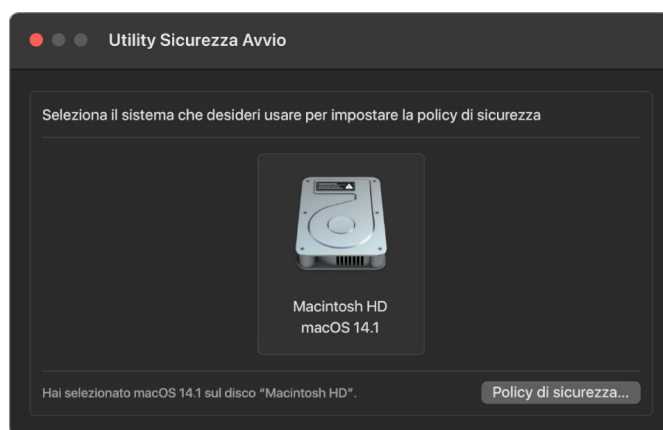 Utility Sicurezza Avvio
Seleziona il sistema che desideri usare per impostare la policy di sicurezza
Macintosh HD
macOS 14.1
Hai selezionato macOS 14.1 sul disco “Macintosh HD”.
Policy di sicurezza...